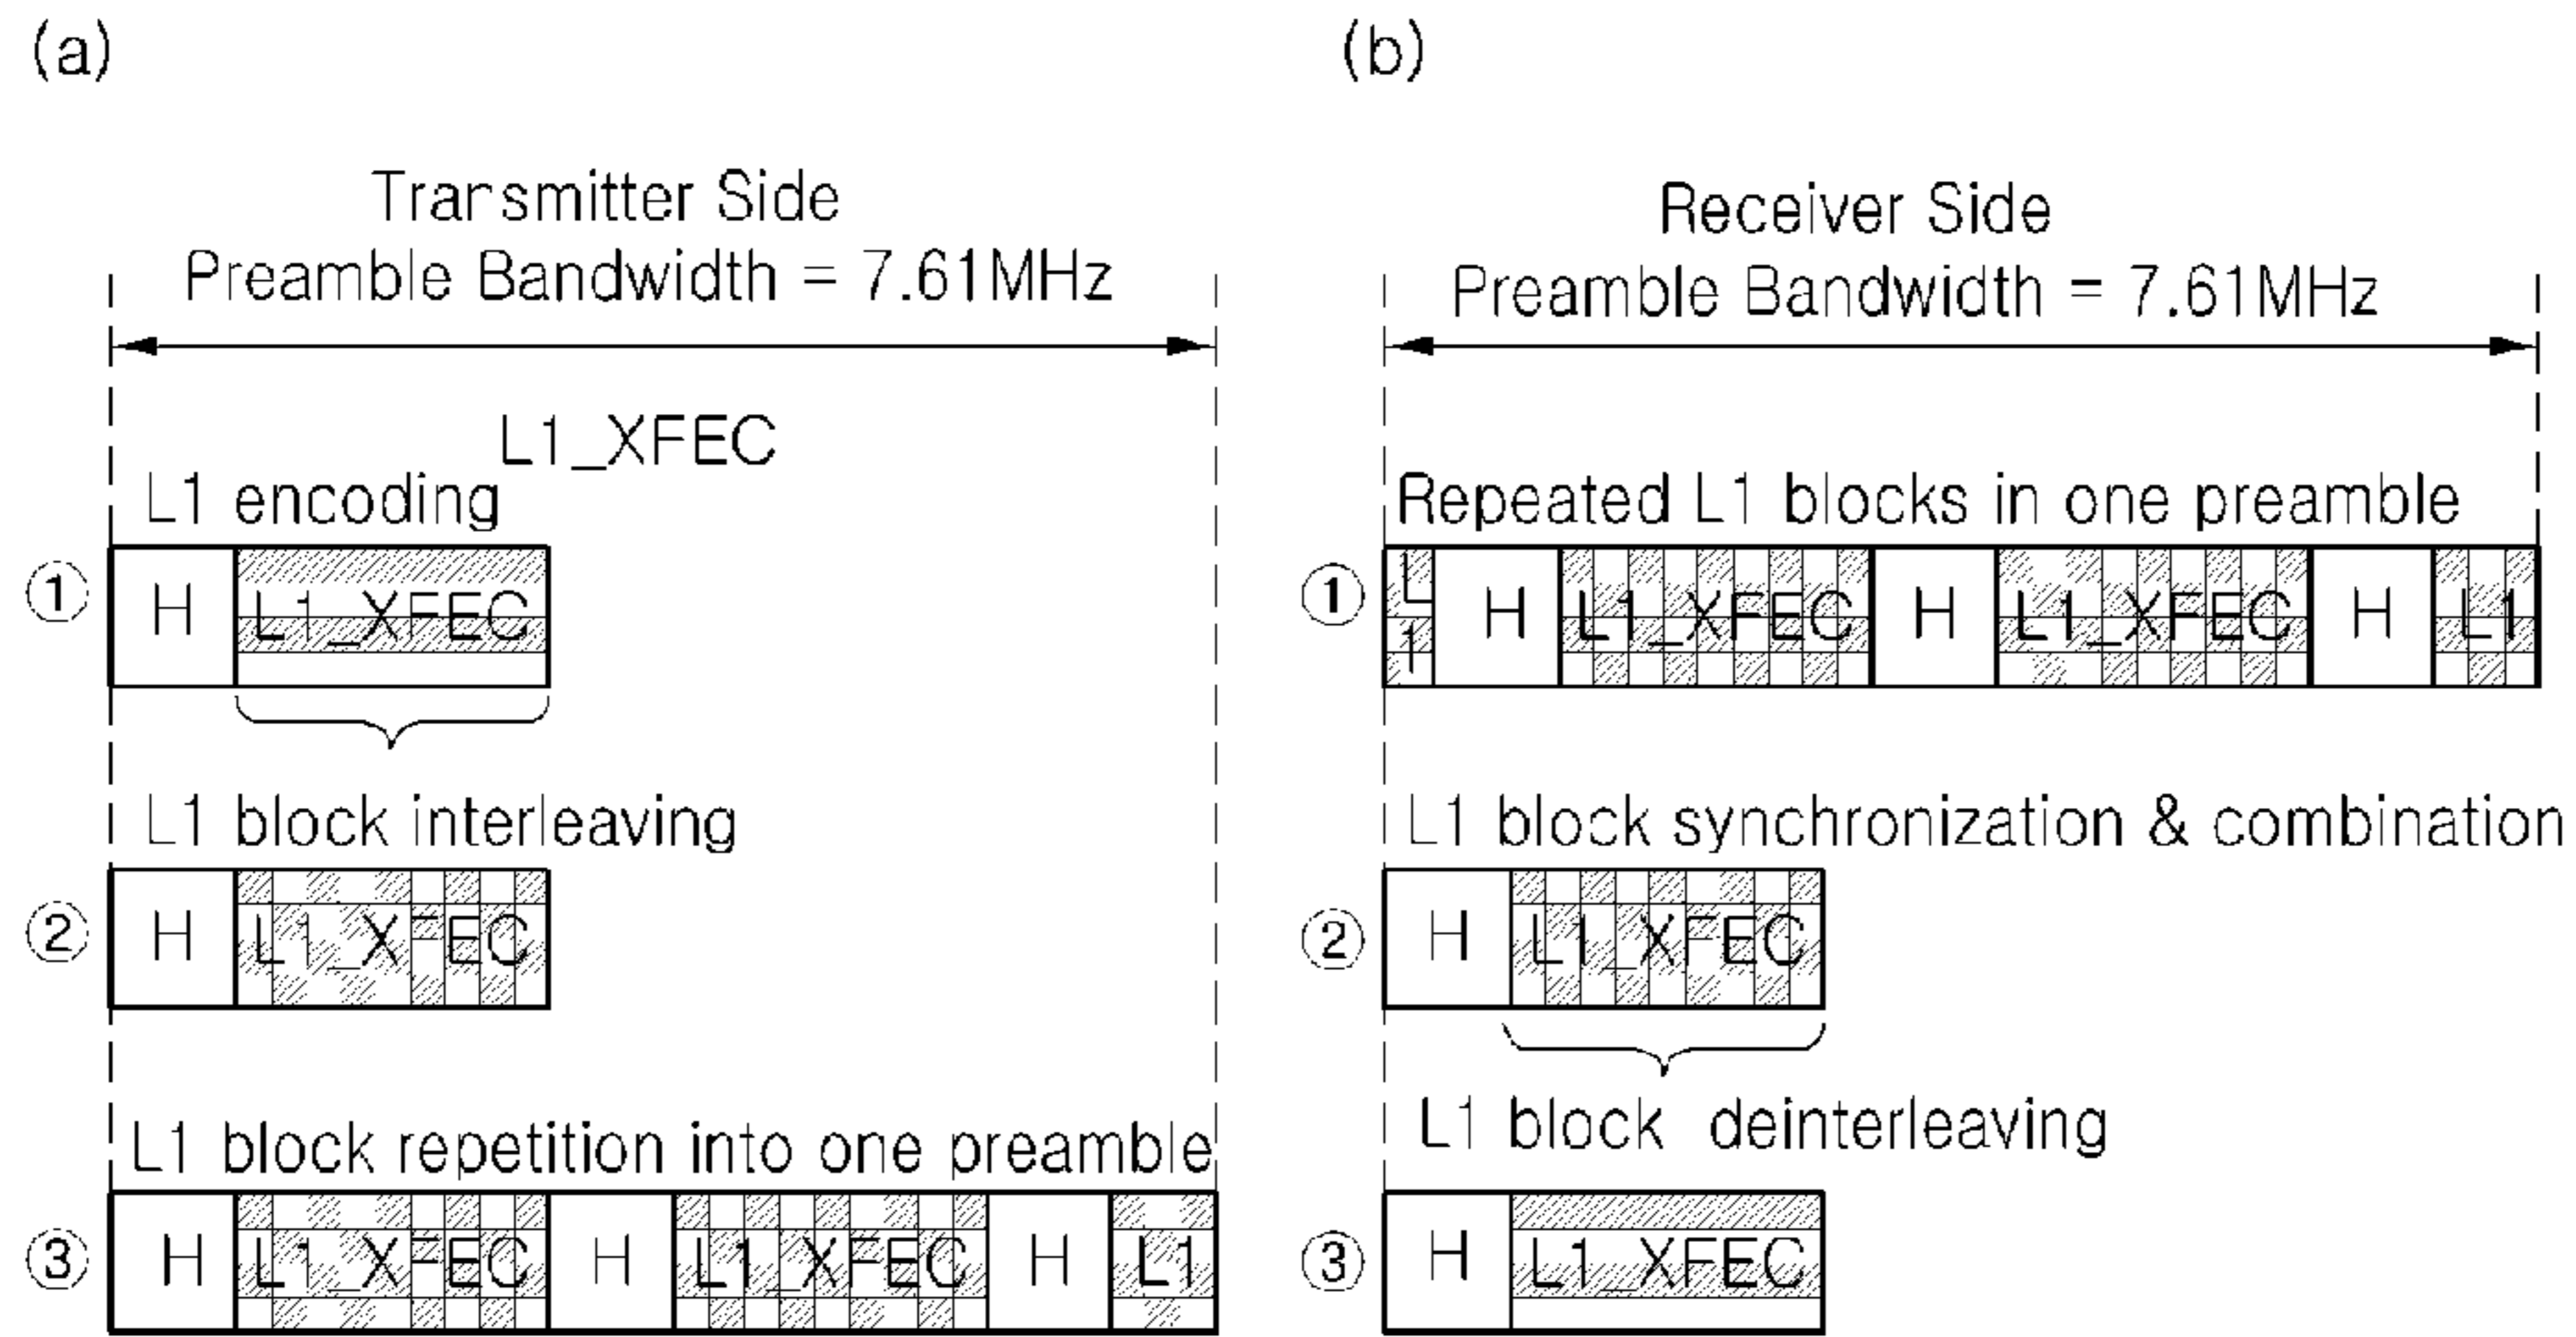 (a)
Transmitter Side
Preamble Bandwidth = 7.61MHz
L1_XFEC
L1 encoding
① H L1_XFEC
L1 block interleaving
② H L1_XFEC
L1 block repetition into one preamble
③ H L1_XFEC H L1_XFEC H L1
(b)
Receiver Side
Preamble Bandwidth = 7.61MHz
Repeated L1 blocks in one preamble
① L1 H L1_XFEC H L1_XFEC H L1
L1 block synchronization & combination
② H L1_XFEC
L1 block deinterleaving
③ H L1_XFEC